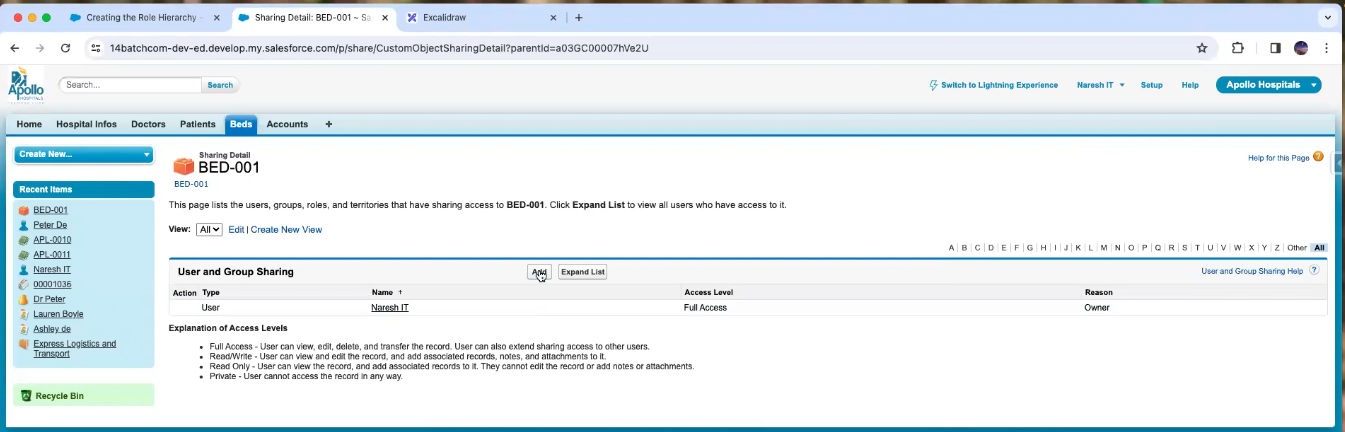 Creating the Role Hierarchy - × Sharing Detail: BED-001 ~ Sa × Excalidraw × +
14batchcom-dev-ed.develop.my.salesforce.com/p/share/CustomObjectSharingDetail?parentId=a03GC00007hVe2U
Apollo
HOSPITALS
Search... Search Switch to Lightning Experience Naresh IT Setup Help Apollo Hospitals
Home Hospital Infos Doctors Patients Beds Accounts +
Create New...
Recent Items
BED-001
Peter De
APL-0010
APL-0011
Naresh IT
00001036
Dr Peter
Lauren Boyle
Ashley de
Express Logistics and
Transport
Recycle Bin
Sharing Detail
BED-001
Help for this Page ?
BED-001
This page lists the users, groups, roles, and territories that have sharing access to BED-001. Click Expand List to view all users who have access to it.
View: All Edit | Create New View
A | B | C | D | E | F | G | H | I | J | K | L | M | N | O | P | Q | R | S | T | U | V | W | X | Y | Z | Other All
User and Group Sharing Add Expand List User and Group Sharing Help ?
Action Type Name ↑ Access Level Reason
User Naresh IT Full Access Owner
Explanation of Access Levels
• Full Access - User can view, edit, delete, and transfer the record. User can also extend sharing access to other users.
• Read/Write - User can view and edit the record, and add associated records, notes, and attachments to it.
• Read Only - User can view the record, and add associated records to it. They cannot edit the record or add notes or attachments.
• Private - User cannot access the record in any way.